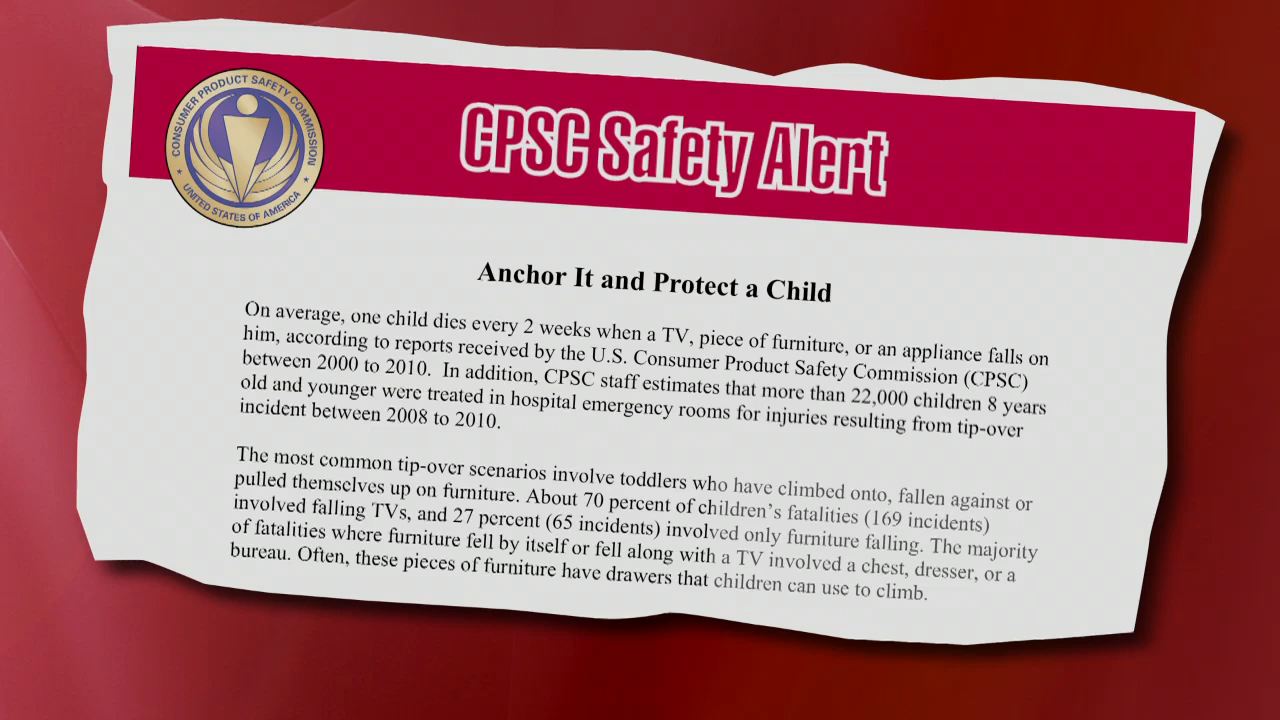 CONSUMER PRODUCT SAFETY COMMISSION
UNITED STATES OF AMERICA
CPSC Safety Alert
Anchor It and Protect a Child
On average, one child dies every 2 weeks when a TV, piece of furniture, or an appliance falls on
him, according to reports received by the U.S. Consumer Product Safety Commission (CPSC)
between 2000 to 2010.  In addition, CPSC staff estimates that more than 22,000 children 8 years
old and younger were treated in hospital emergency rooms for injuries resulting from tip-over
incident between 2008 to 2010.
The most common tip-over scenarios involve toddlers who have climbed onto, fallen against or
pulled themselves up on furniture. About 70 percent of children's fatalities (169 incidents)
involved falling TVs, and 27 percent (65 incidents) involved only furniture falling. The majority
of fatalities where furniture fell by itself or fell along with a TV involved a chest, dresser, or a
bureau. Often, these pieces of furniture have drawers that children can use to climb.